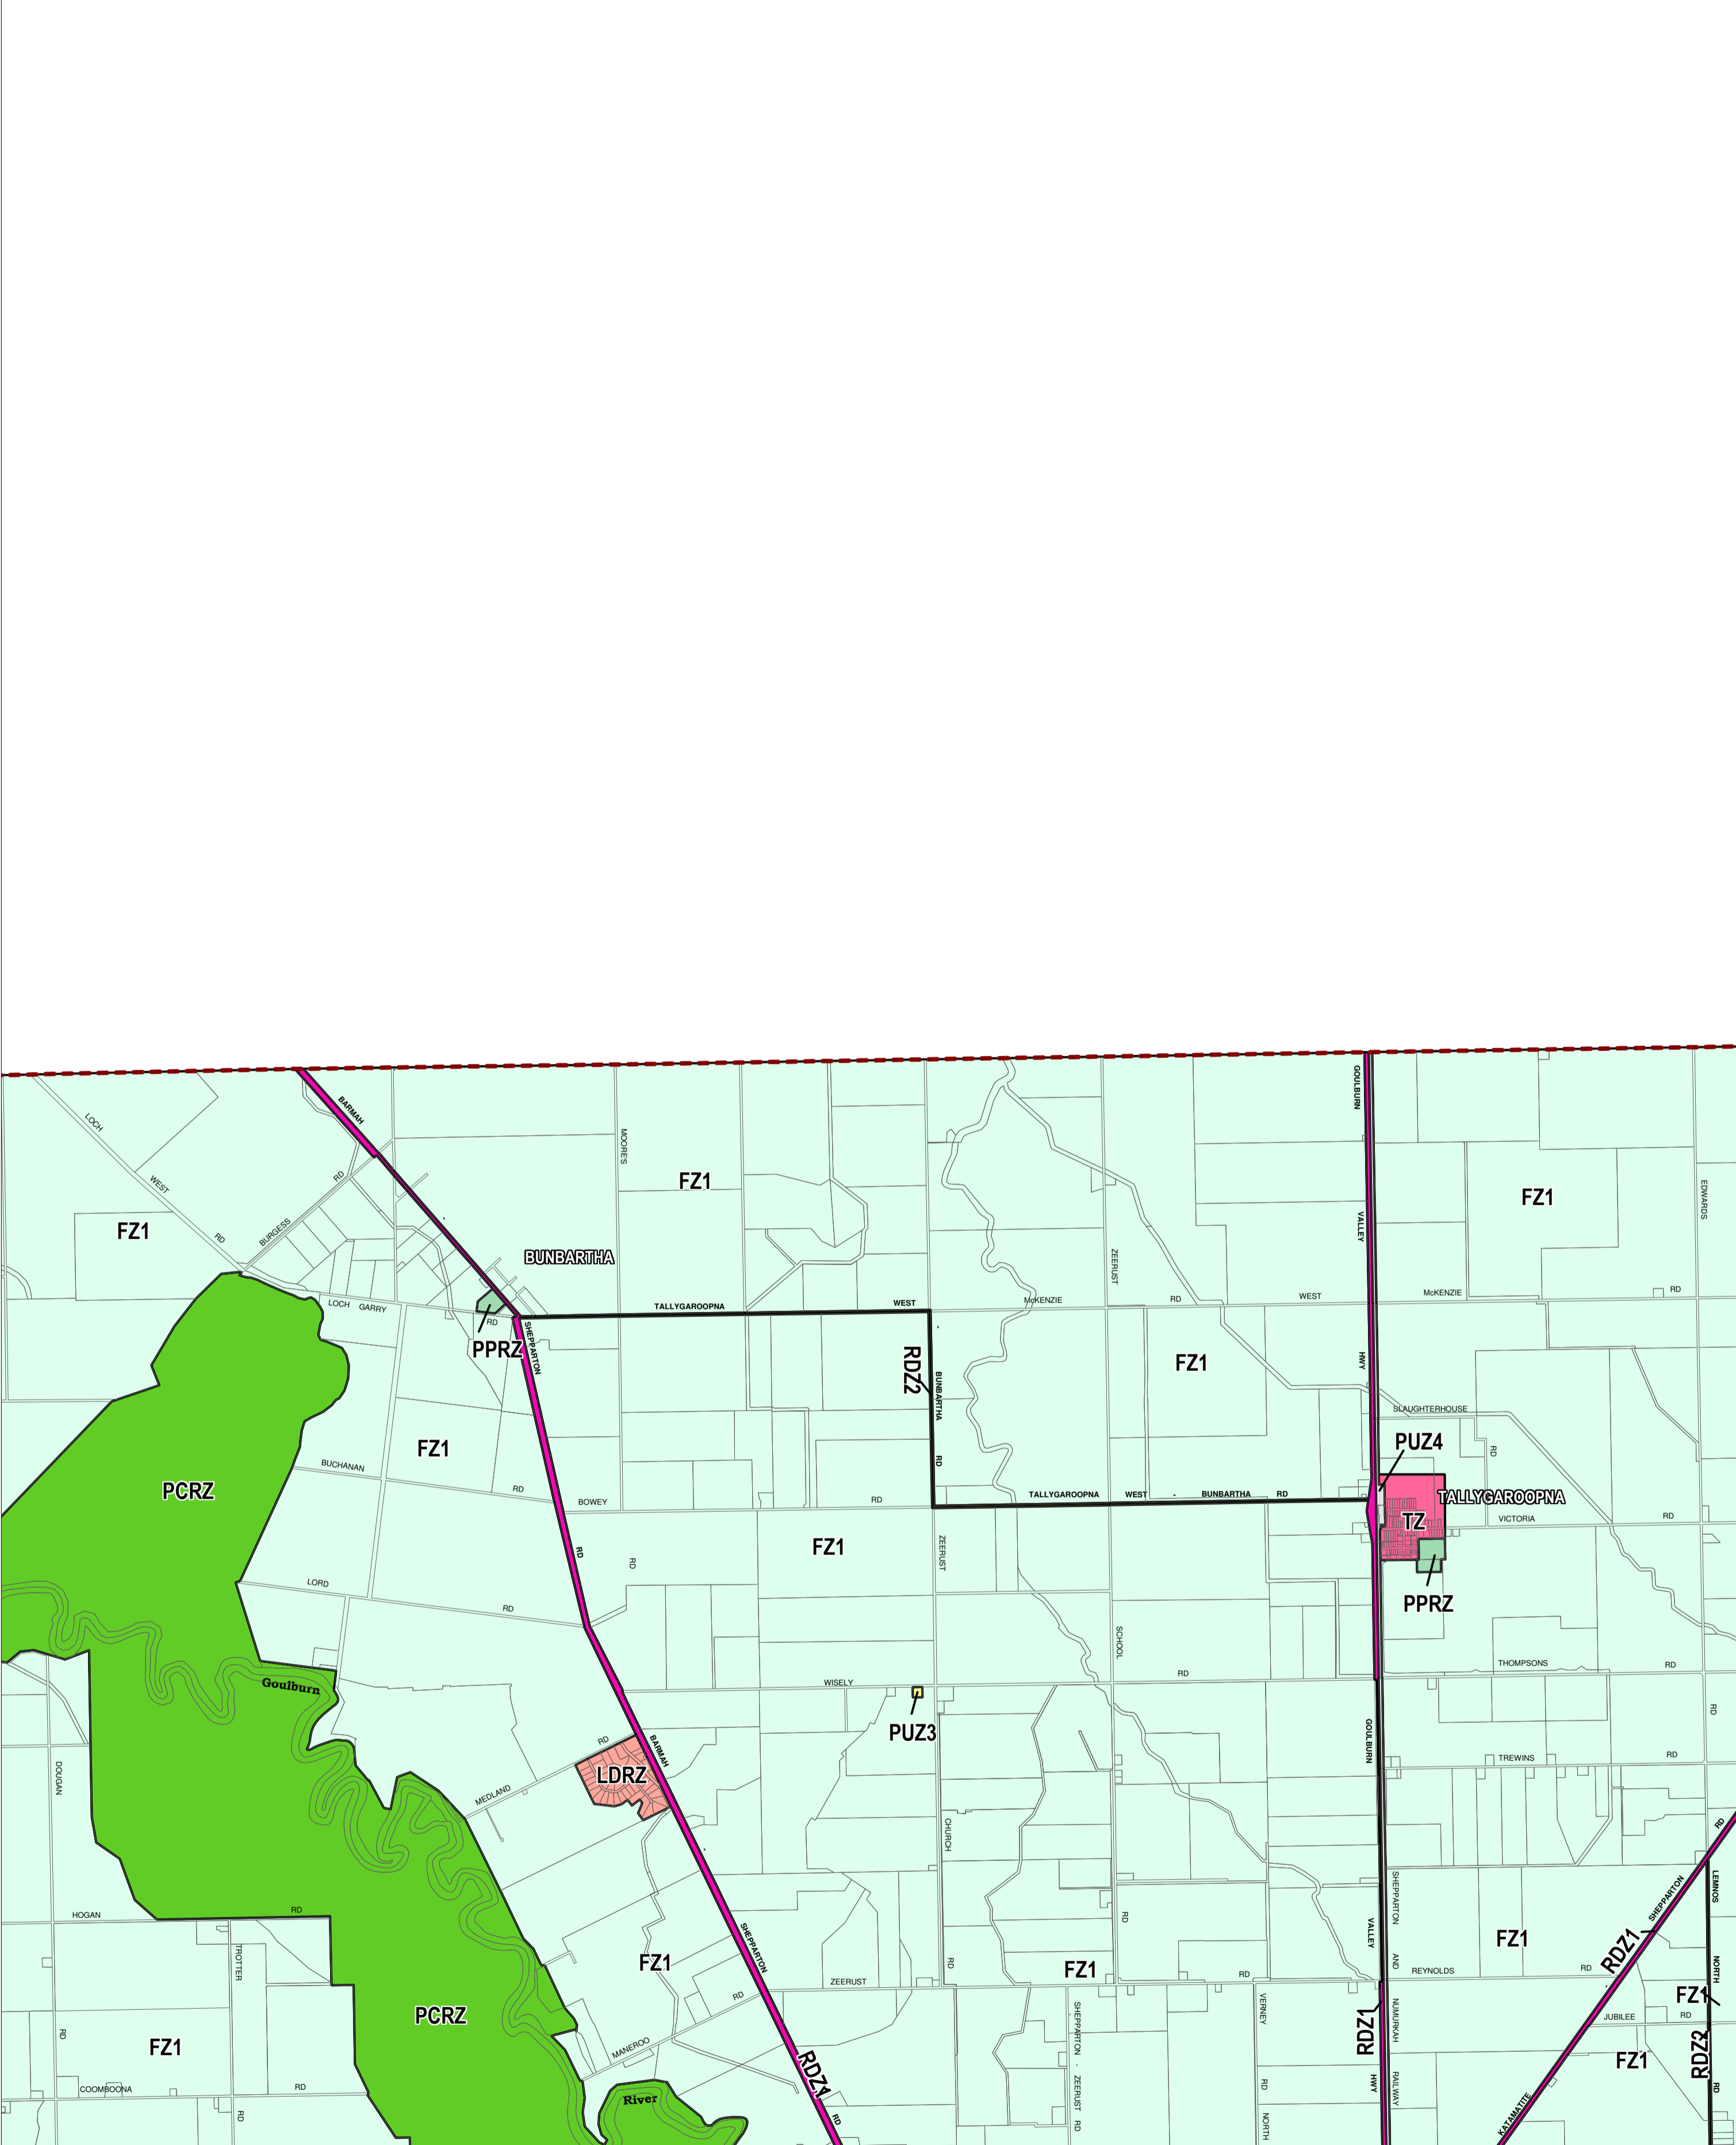 GOULBURN
BARMAH
LOCH
MOORES
WEST
RD
FZ1
FZ1
EDWARDS
FZ1
VALLEY
BURGESS
RD
BUNBARTHA
ZEERUST
-
McKENZIE
RD
WEST
McKENZIE
RD
LOCH GARRY
TALLYGAROOPNA
WEST
RD
PPRZ
SHEPPARTON
-
RDZ2
BUNBARTHA
FZ1
HWY
SLAUGHTERHOUSE
FZ1
PUZ4
RD
BUCHANAN
RD
RD
PCRZ
BOWEY
RD
TALLYGAROOPNA
WEST
-
BUNBARTHA
RD
TALLYGAROOPNA
TZ
VICTORIA
RD
FZ1
ZEERUST
RD
RD
LORD
RD
PPRZ
SCHOOL
THOMPSONS
RD
Goulburn
WISELY
RD
RD
PUZ3
GOULBURN
RD
BARMAH
TREWINS
RD
DOUGAN
LDRZ
MEDLAND
-
CHURCH
RD
SHEPPARTON
LEMNOS
SHEPPARTON
HOGAN
RD
RD
VALLEY
RDZ1
FZ1
TROTTER
SHEPPARTON
FZ1
RD
FZ1
AND
NORTH
ZEERUST
RD
REYNOLDS
RD
FZ1
PCRZ
RD
SHEPPARTON - ZEERUST RD
VERNEY
RDZ1
NUMURKAH
JUBILEE
RD
RD
FZ1
MANEROO
RDZ2
FZ1
RDZ1
HWY
RAILWAY
COOMBOONA
RD
RD
RD
River
RD
RD
NORTH
KATAMATITE